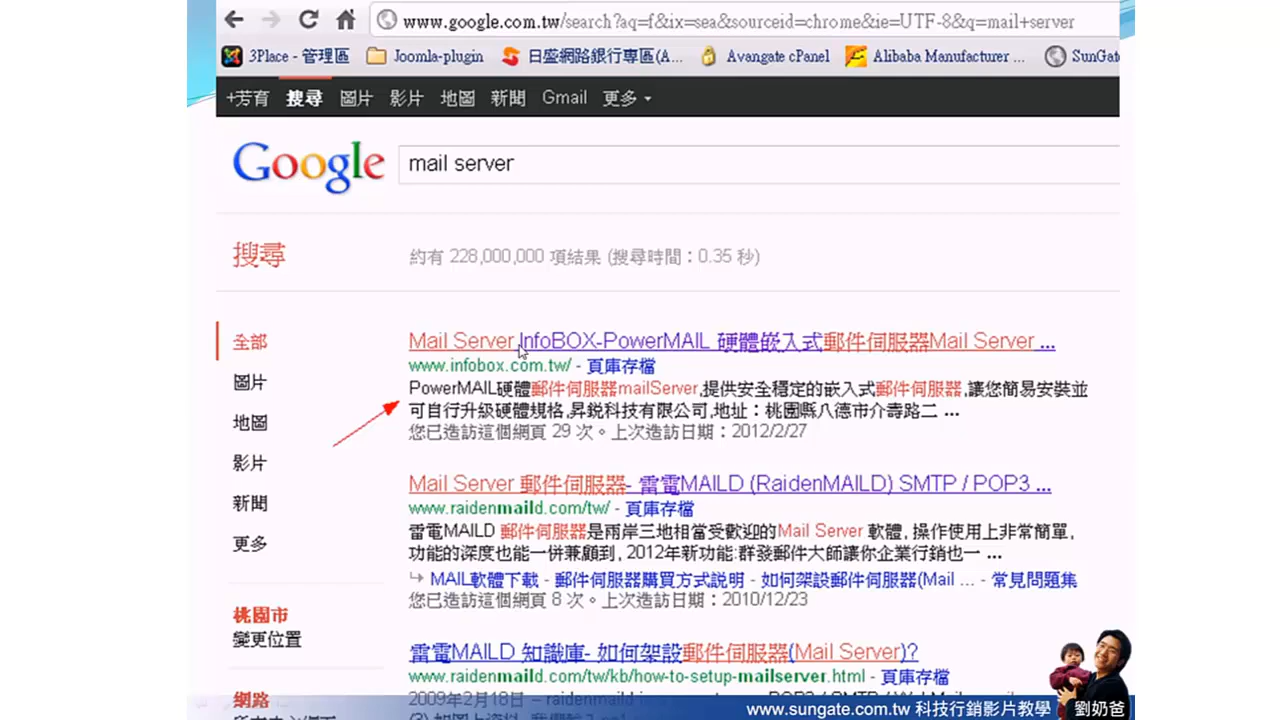 www.google.com.tw/search?aq=f&ix=sea&sourceid=chrome&ie=UTF-8&q=mail+server
3Place - 管理區 Joomla-plugin 日盛網路銀行專區(A... Avangate cPanel Alibaba Manufacturer ... SunGate
+芳育 搜尋 圖片 影片 地圖 新聞 Gmail 更多
Google mail server
搜尋 約有 228,000,000 項結果 (搜尋時間：0.35 秒)
全部
圖片
地圖
影片
新聞
更多
桃園市
變更位置
網路
Mail Server InfoBOX-PowerMAIL 硬體嵌入式郵件伺服器Mail Server ...
www.infobox.com.tw/ - 頁庫存檔
PowerMAIL硬體郵件伺服器mailServer,提供安全穩定的嵌入式郵件伺服器,讓您簡易安裝並
可自行升級硬體規格,昇銳科技有限公司,地址：桃園縣八德市介壽路二 ...
您已造訪這個網頁 29 次。上次造訪日期：2012/2/27
Mail Server 郵件伺服器- 雷電MAILD (RaidenMAILD) SMTP / POP3 ...
www.raidenmaild.com/tw/ - 頁庫存檔
雷電MAILD 郵件伺服器是兩岸三地相當受歡迎的Mail Server 軟體, 操作使用上非常簡單,
功能的深度也能一併兼顧到, 2012年新功能:群發郵件大師讓你企業行銷也一 ...
MAIL軟體下載 - 郵件伺服器購買方式說明 - 如何架設郵件伺服器(Mail ... - 常見問題集
您已造訪這個網頁 8 次。上次造訪日期：2010/12/23
雷電MAILD 知識庫- 如何架設郵件伺服器(Mail Server)?
www.raidenmaild.com/tw/kb/how-to-setup-mailserver.html - 頁庫存檔
2009年2月18日
www.sungate.com.tw 科技行銷影片教學 劉奶爸